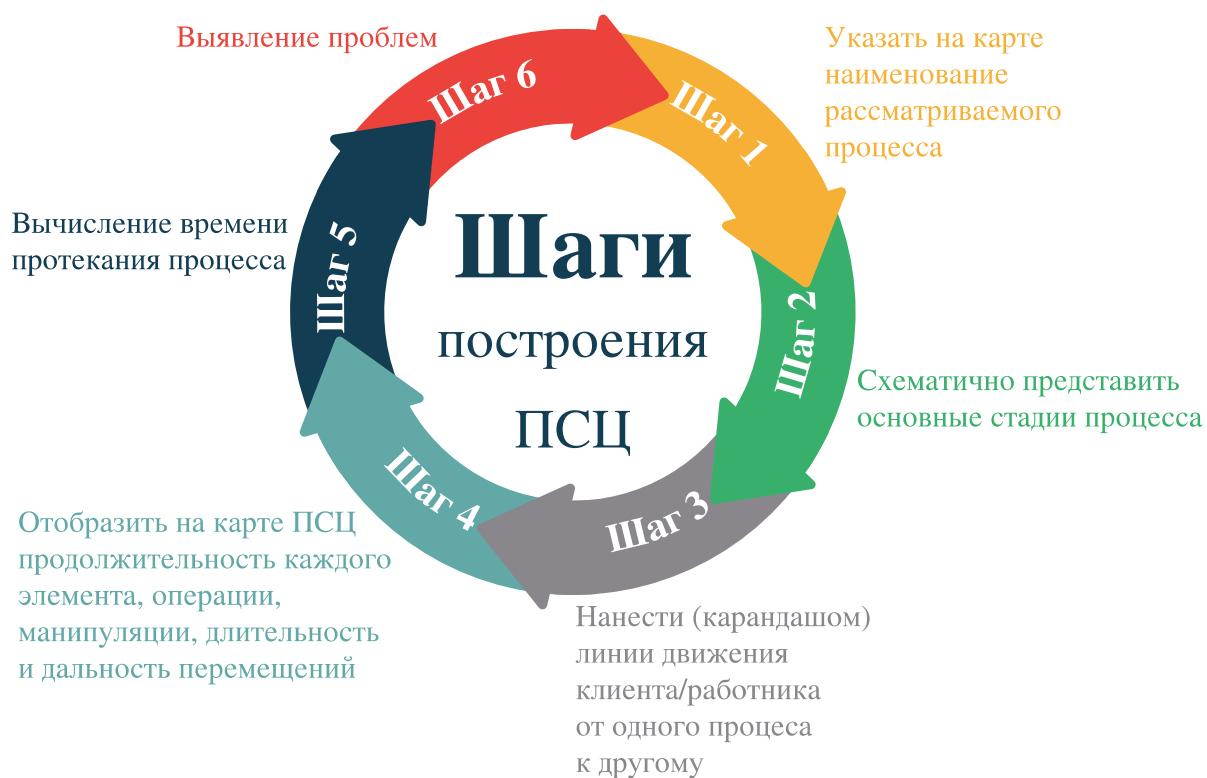 Шаги
построения
ПСЦ
Шаг 1
Указать на карте
наименование
рассматриваемого
процесса
Шаг 2
Схематично представить
основные стадии процесса
Шаг 3
Нанести (карандашом)
линии движения
клиента/работника
от одного процеса
к другому
Шаг 4
Отобразить на карте ПСЦ
продолжительность каждого
элемента, операции,
манипуляции, длительность
и дальность перемещений
Шаг 5
Вычисление времени
протекания процесса
Шаг 6
Выявление проблем